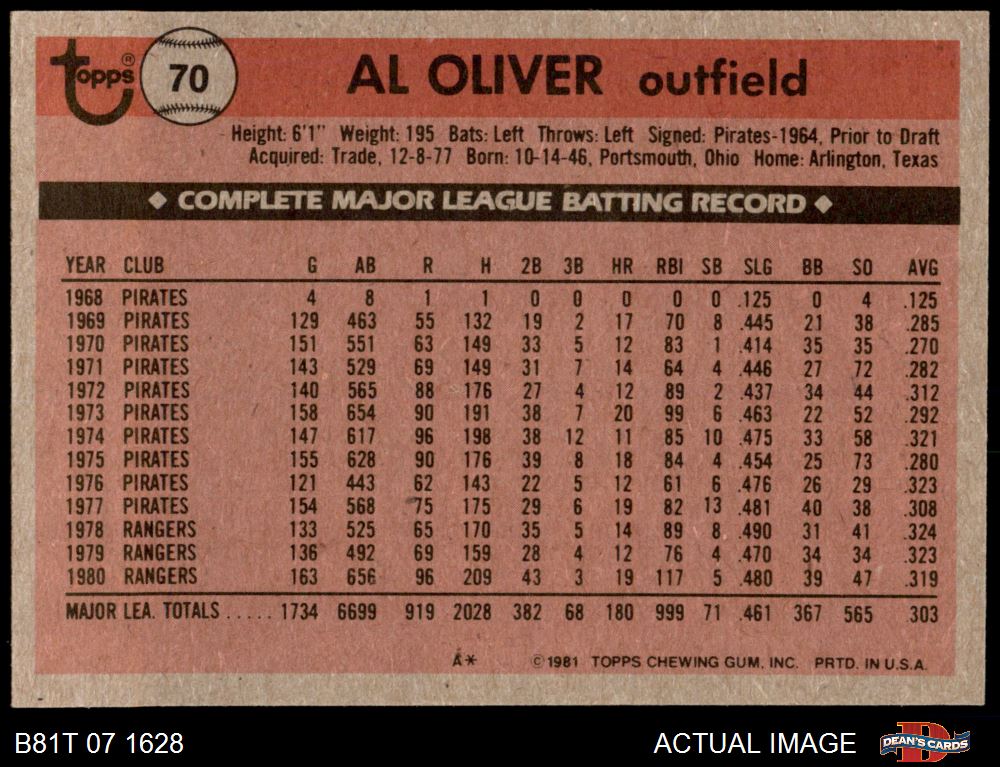 topps® 70 AL OLIVER outfield
Height: 6'1" Weight: 195 Bats: Left Throws: Left Signed: Pirates-1964, Prior to Draft
Acquired: Trade, 12-8-77 Born: 10-14-46, Portsmouth, Ohio Home: Arlington, Texas
◆ COMPLETE MAJOR LEAGUE BATTING RECORD ◆
YEAR CLUB G AB R H 2B 3B HR RBI SB SLG BB SO AVG
1968 PIRATES 4 8 1 1 0 0 0 0 0 .125 0 4 .125
1969 PIRATES 129 463 55 132 19 2 17 70 8 .445 21 38 .285
1970 PIRATES 151 551 63 149 33 5 12 83 1 .414 35 35 .270
1971 PIRATES 143 529 69 149 31 7 14 64 4 .446 27 72 .282
1972 PIRATES 140 565 88 176 27 4 12 89 2 .437 34 44 .312
1973 PIRATES 158 654 90 191 38 7 20 99 6 .463 22 52 .292
1974 PIRATES 147 617 96 198 38 12 11 85 10 .475 33 58 .321
1975 PIRATES 155 628 90 176 39 8 18 84 4 .454 25 73 .280
1976 PIRATES 121 443 62 143 22 5 12 61 6 .476 26 29 .323
1977 PIRATES 154 568 75 175 29 6 19 82 13 .481 40 38 .308
1978 RANGERS 133 525 65 170 35 5 14 89 8 .490 31 41 .324
1979 RANGERS 136 492 69 159 28 4 12 76 4 .470 34 34 .323
1980 RANGERS 163 656 96 209 43 3 19 117 5 .480 39 47 .319
MAJOR LEA. TOTALS ..... 1734 6699 919 2028 382 68 180 999 71 .461 367 565 .303
A* ©1981 TOPPS CHEWING GUM, INC. PRTD. IN U.S.A.
B81T 07 1628 ACTUAL IMAGE D DEAN'S CARDS